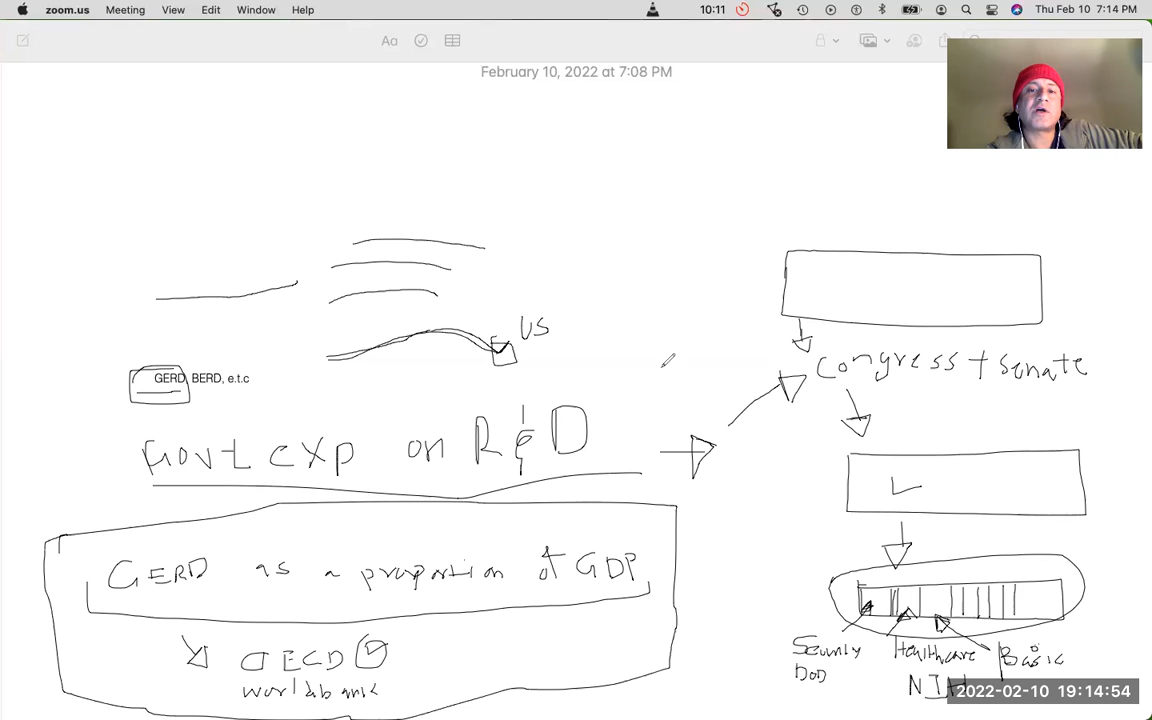 zoom.us Meeting View Edit Window Help 10:11 Thu Feb 10 7:14 PM
Aa
February 10, 2022 at 7:08 PM
US
GERD, BERD, e.t.c
Congress + Senate
Govt exp on R & D
GERD as a proportion of GDP
OECD
worldbank
Security
DoD
Healthcare
NIH
Basic
2022-02-10 19:14:54